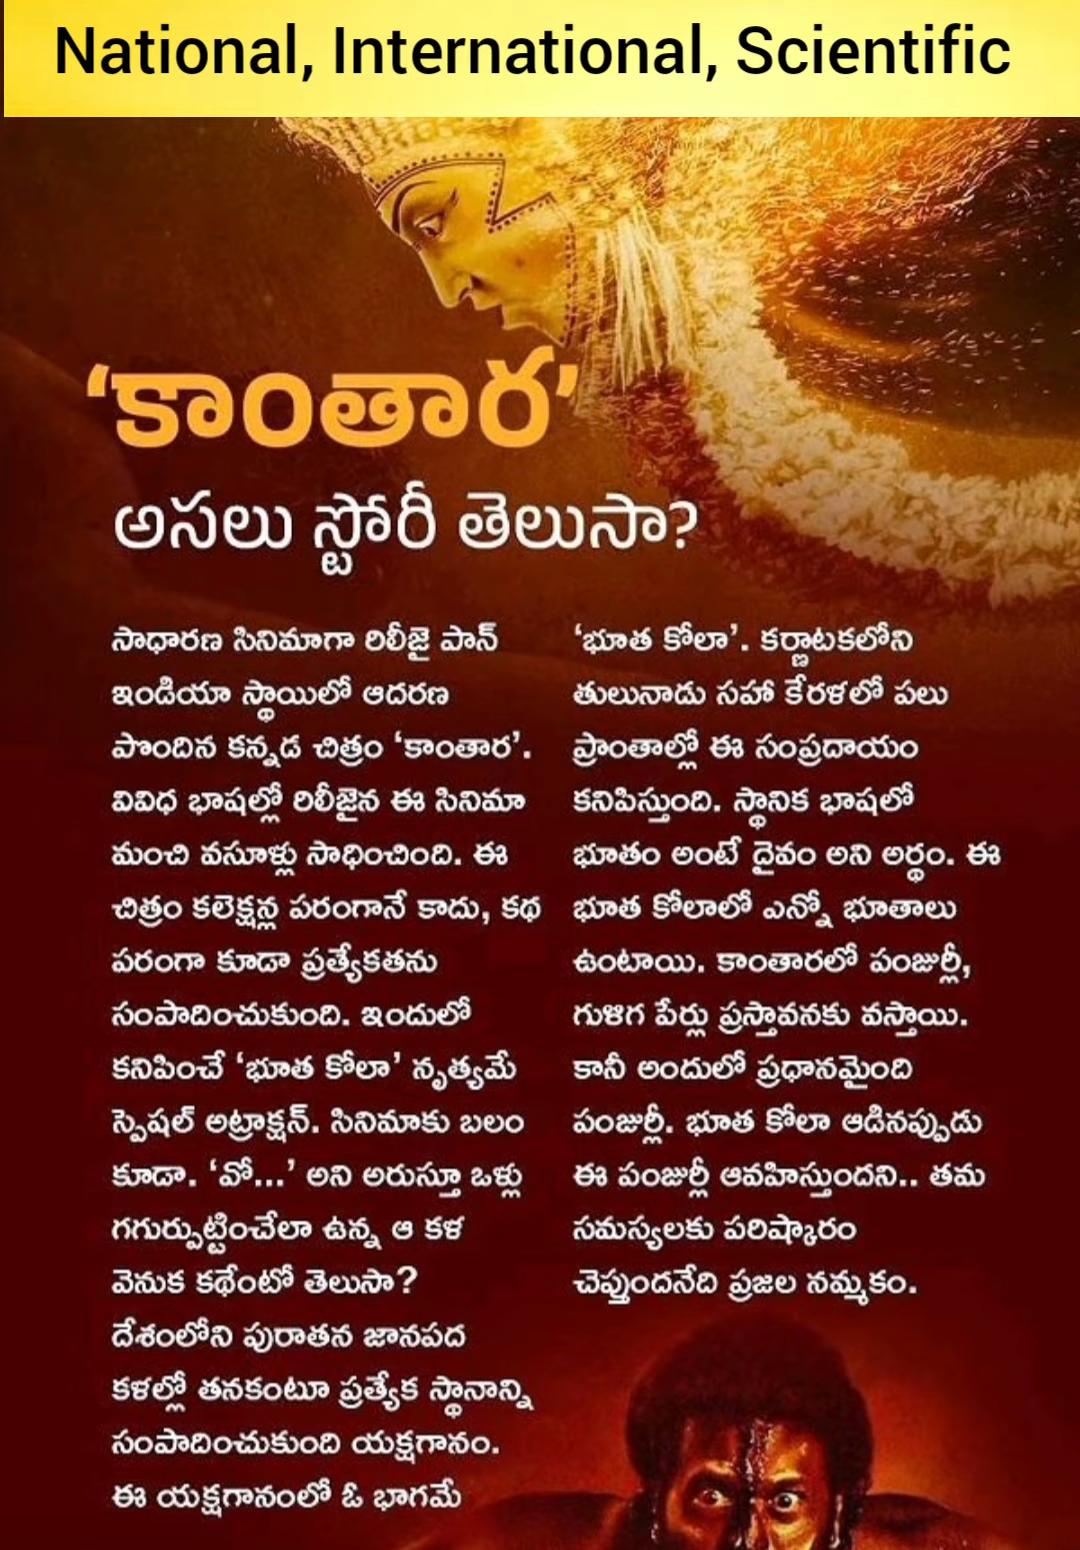 National, International, Scientific
‘కాంతార’
అసలు స్టోరీ తెలుసా?
సాధారణ సినిమాగా రిలీజై పాన్
ఇండియా స్థాయిలో ఆదరణ
పొందిన కన్నడ చిత్రం ‘కాంతార’.
వివిధ భాషల్లో రిలీజైన ఈ సినిమా
మంచి వసూళ్లు సాధించింది. ఈ
చిత్రం కలెక్షన్ల పరంగానే కాదు, కథ
పరంగా కూడా ప్రత్యేకతను
సంపాదించుకుంది. ఇందులో
కనిపించే ‘భూత కోలా’ నృత్యమే
స్పెషల్ అట్రాక్షన్. సినిమాకు బలం
కూడా. ‘వో...’ అని అరుస్తూ ఒళ్లు
గగుర్పుట్టించేలా ఉన్న ఆ కళ
వెనుక కథేంటో తెలుసా?
దేశంలోని పురాతన జానపద
కళల్లో తనకంటూ ప్రత్యేక స్థానాన్ని
సంపాదించుకుంది యక్షగానం.
ఈ యక్షగానంలో ఓ భాగమే
‘భూత కోలా’. కర్ణాటకలోని
తులునాడు సహా కేరళలో పలు
ప్రాంతాల్లో ఈ సంప్రదాయం
కనిపిస్తుంది. స్థానిక భాషలో
భూతం అంటే దైవం అని అర్థం. ఈ
భూత కోలాలో ఎన్నో భూతాలు
ఉంటాయి. కాంతారలో పంజుర్లీ,
గుళిగ పేర్లు ప్రస్తావనకు వస్తాయి.
కానీ అందులో ప్రధానమైంది
పంజుర్లీ. భూత కోలా ఆడినప్పుడు
ఈ పంజుర్లీ ఆవహిస్తుందని.. తమ
సమస్యలకు పరిష్కారం
చెప్తుందనేది ప్రజల నమ్మకం.